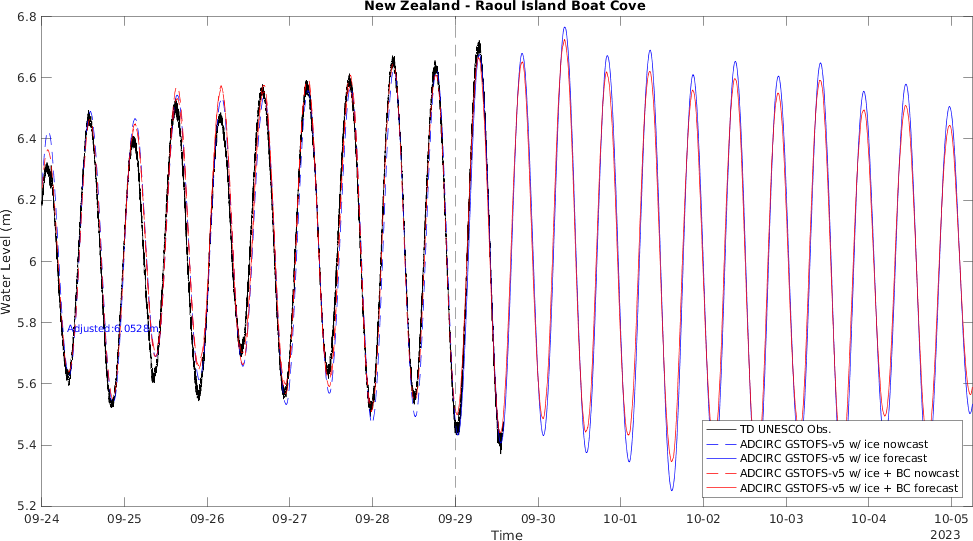 New Zealand - Raoul Island Boat Cove
Water Level (m)
6.8
6.6
6.4
6.2
6
5.8
5.6
5.4
5.2
Adjusted:6.0528m
TD UNESCO Obs.
ADCIRC GSTOFS-v5 w/ ice nowcast
ADCIRC GSTOFS-v5 w/ ice forecast
ADCIRC GSTOFS-v5 w/ ice + BC nowcast
ADCIRC GSTOFS-v5 w/ ice + BC forecast
09-24 09-25 09-26 09-27 09-28 09-29 09-30 10-01 10-02 10-03 10-04 10-05
2023
Time